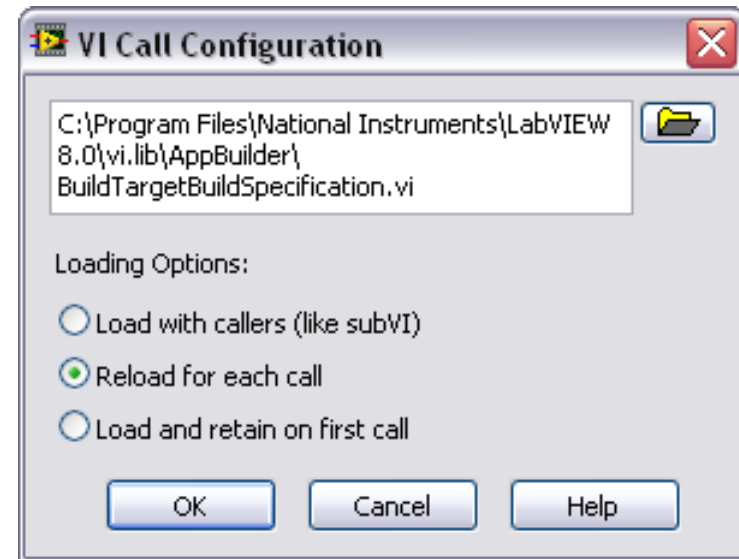 VI Call Configuration
C:\Program Files\National Instruments\LabVIEW
8.0\vi.lib\AppBuilder\
BuildTargetBuildSpecification.vi
Loading Options:
Load with callers (like subVI)
Reload for each call
Load and retain on first call
OK Cancel Help